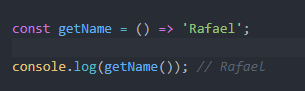 const getName = () => 'Rafael';
console.log(getName()); // Rafael